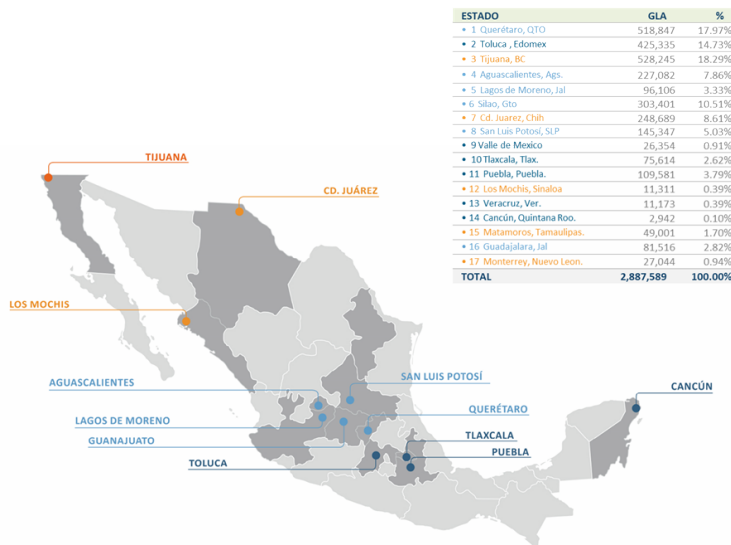 ESTADO GLA %
• 1 Querétaro, QTO 518,847 17.97%
• 2 Toluca , Edomex 425,335 14.73%
• 3 Tijuana, BC 528,245 18.29%
• 4 Aguascalientes, Ags. 227,082 7.86%
• 5 Lagos de Moreno, Jal 96,106 3.33%
• 6 Silao, Gto 303,401 10.51%
• 7 Cd. Juarez, Chih 248,689 8.61%
• 8 San Luis Potosí, SLP 145,347 5.03%
• 9 Valle de Mexico 26,354 0.91%
• 10 Tlaxcala, Tlax. 75,614 2.62%
• 11 Puebla, Puebla. 109,581 3.79%
• 12 Los Mochis, Sinaloa 11,311 0.39%
• 13 Veracruz, Ver. 11,173 0.39%
• 14 Cancún, Quintana Roo. 2,942 0.10%
• 15 Matamoros, Tamaulipas. 49,001 1.70%
• 16 Guadalajara, Jal 81,516 2.82%
• 17 Monterrey, Nuevo Leon. 27,044 0.94%
TOTAL 2,887,589 100.00%
TIJUANA
CD. JUÁREZ
LOS MOCHIS
AGUASCALIENTES
SAN LUIS POTOSÍ
CANCÚN
LAGOS DE MORENO
QUERÉTARO
GUANAJUATO
TLAXCALA
TOLUCA
PUEBLA